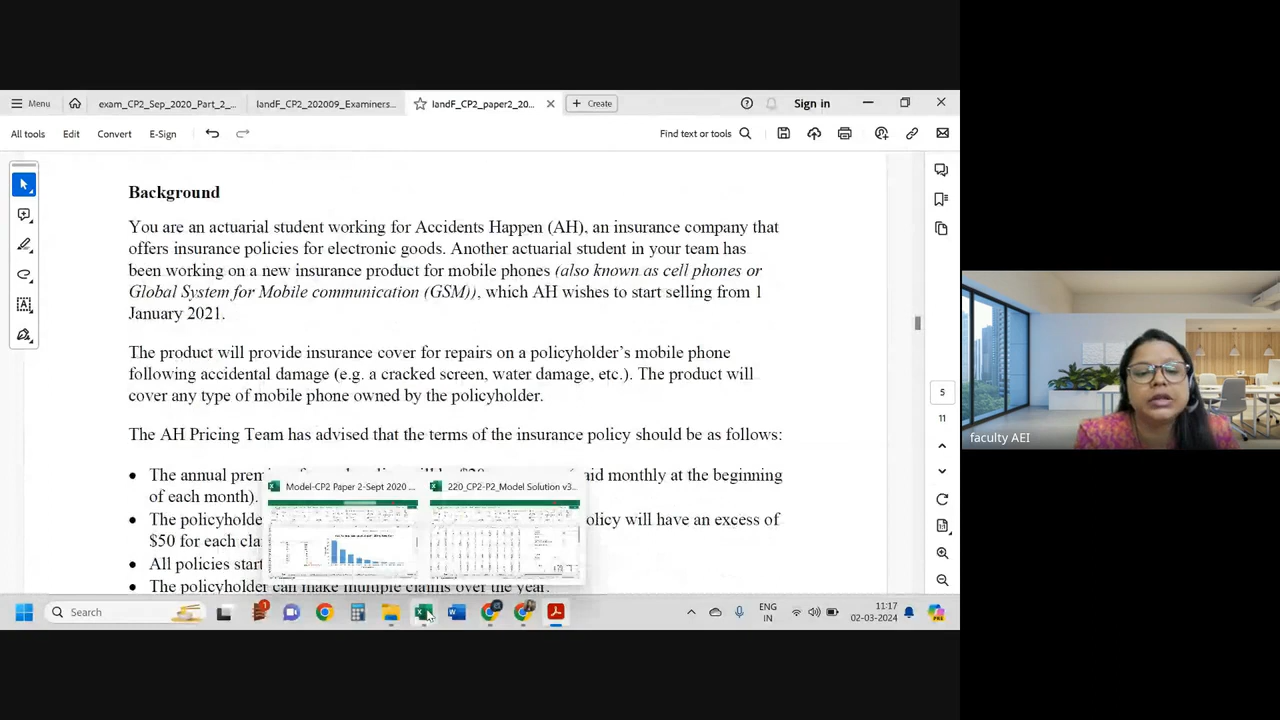 Menu
exam_CP2_Sep_2020_Part_2_...
IandF_CP2_202009_Examiners...
IandF_CP2_paper2_20...
Create
Sign in
All tools
Edit
Convert
E-Sign
Find text or tools
Background
You are an actuarial student working for Accidents Happen (AH), an insurance company that
offers insurance policies for electronic goods. Another actuarial student in your team has
been working on a new insurance product for mobile phones (also known as cell phones or
Global System for Mobile communication (GSM)), which AH wishes to start selling from 1
January 2021.
The product will provide insurance cover for repairs on a policyholder's mobile phone
following accidental damage (e.g. a cracked screen, water damage, etc.). The product will
cover any type of mobile phone owned by the policyholder.
The AH Pricing Team has advised that the terms of the insurance policy should be as follows:
• The annual aid monthly at the beginning
of each month).
• The policyholde olicy will have an excess of
$50 for each cla
• All policies start
• The policyholder can make multiple claims over the year.
Model-CP2 Paper 2-Sept 2020 ...
220_CP2-P2_Model Solution v3...
5
11
faculty AEI
Search
ENG
IN
11:17
02-03-2024